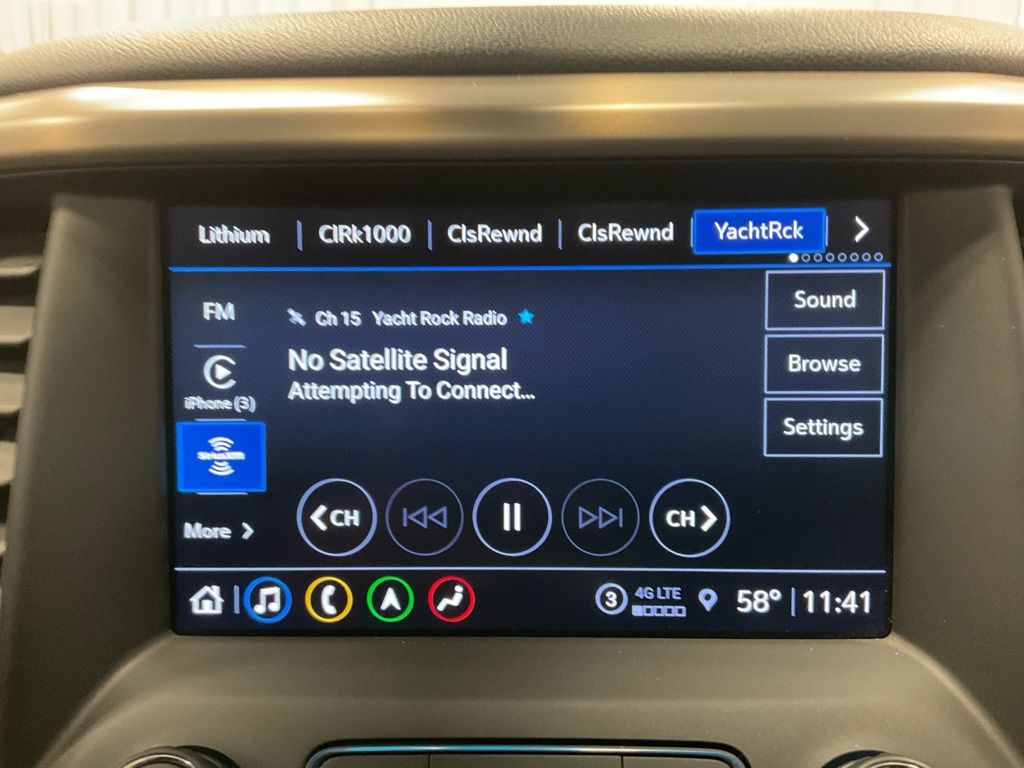 Lithium
ClRk1000
ClsRewnd
ClsRewnd
YachtRck
FM
Ch 15 Yacht Rock Radio
Sound
No Satellite Signal
Attempting To Connect...
Browse
iPhone (3)
SiriusXM
Settings
More
CH
CH
3
4G LTE
58°
11:41